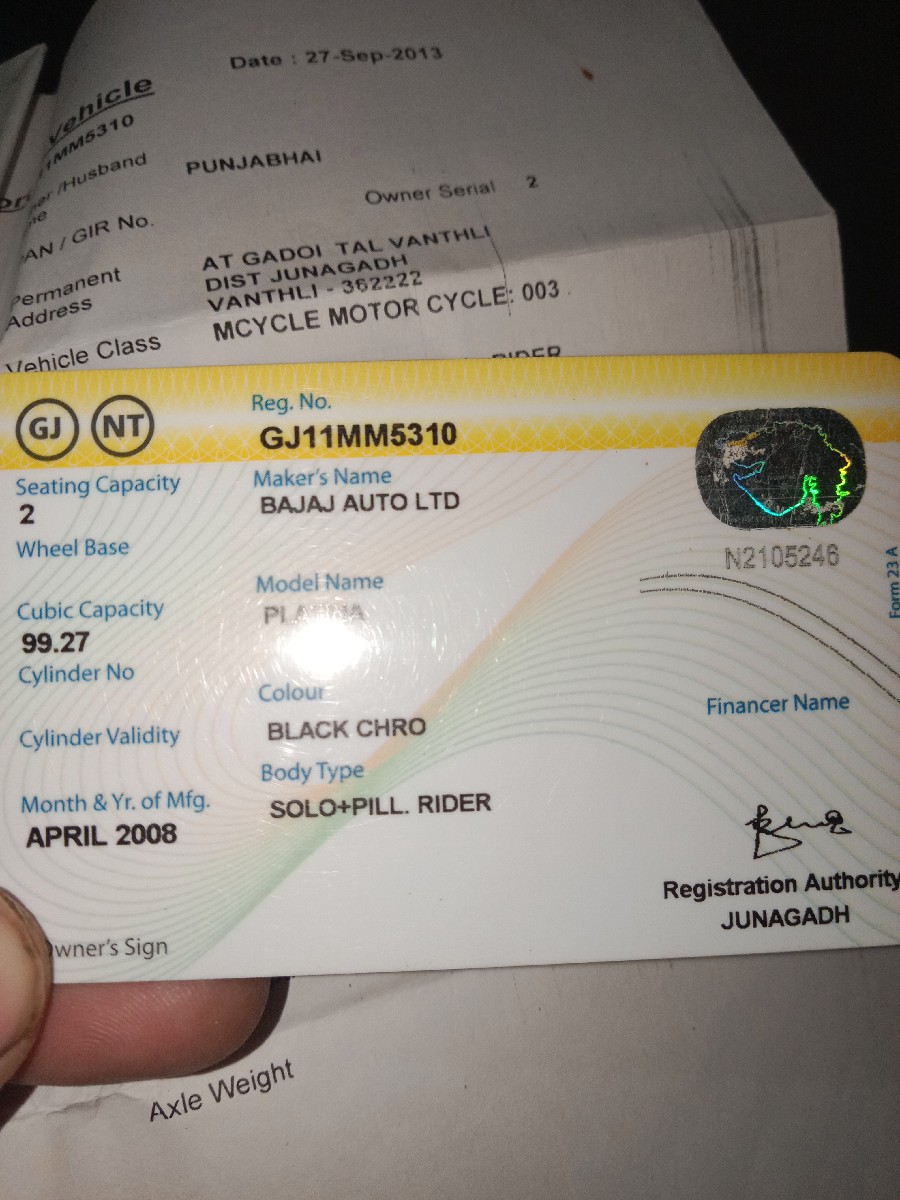 Date : 27-Sep-2013
Vehicle
1MM5310
/Husband PUNJABHAI
Owner Serial 2
AN / GIR No.
Permanent AT GADOI TAL VANTHLI
Address DIST JUNAGADH
VANTHLI - 362222
Vehicle Class MCYCLE MOTOR CYCLE: 003
RIDER
GJ NT
Reg. No.
GJ11MM5310
Seating Capacity
2
Wheel Base
Cubic Capacity
99.27
Cylinder No
Cylinder Validity
Month & Yr. of Mfg.
APRIL 2008
Maker's Name
BAJAJ AUTO LTD
Model Name
Colour
BLACK CHRO
Body Type
SOLO+PILL. RIDER
N2105246
Form 23 A
Financer Name
Registration Authority
JUNAGADH
Owner's Sign
Axle Weight